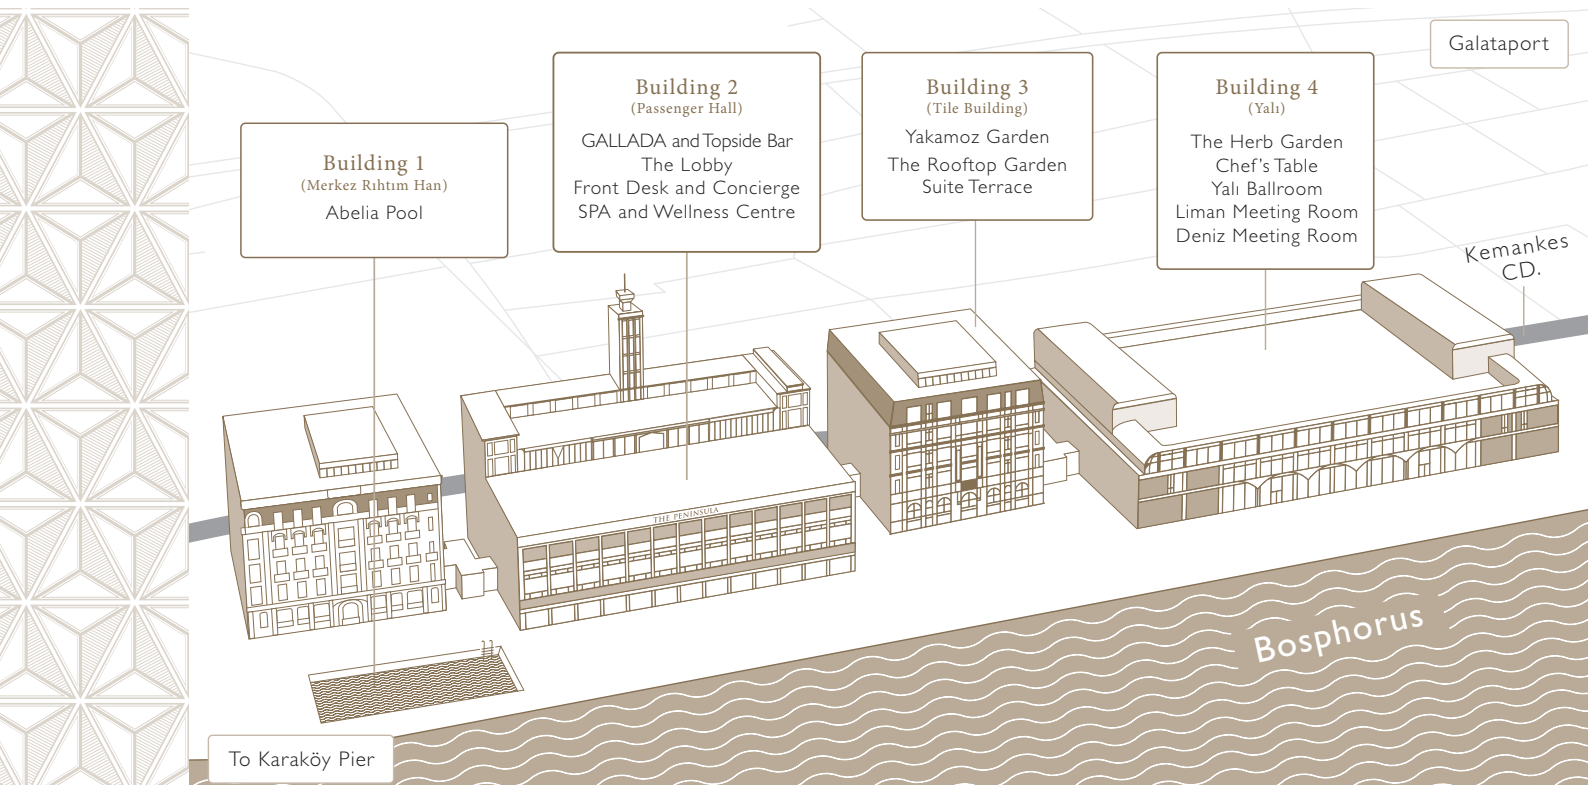 Galataport
Building 1
(Merkez Rıhtım Han)
Abelia Pool
Building 2
(Passenger Hall)
GALLADA and Topside Bar
The Lobby
Front Desk and Concierge
SPA and Wellness Centre
Building 3
(Tile Building)
Yakamoz Garden
The Rooftop Garden
Suite Terrace
Building 4
(Yalı)
The Herb Garden
Chef's Table
Yalı Ballroom
Liman Meeting Room
Deniz Meeting Room
Kemankes
CD.
THE PENINSULA
Bosphorus
To Karaköy Pier